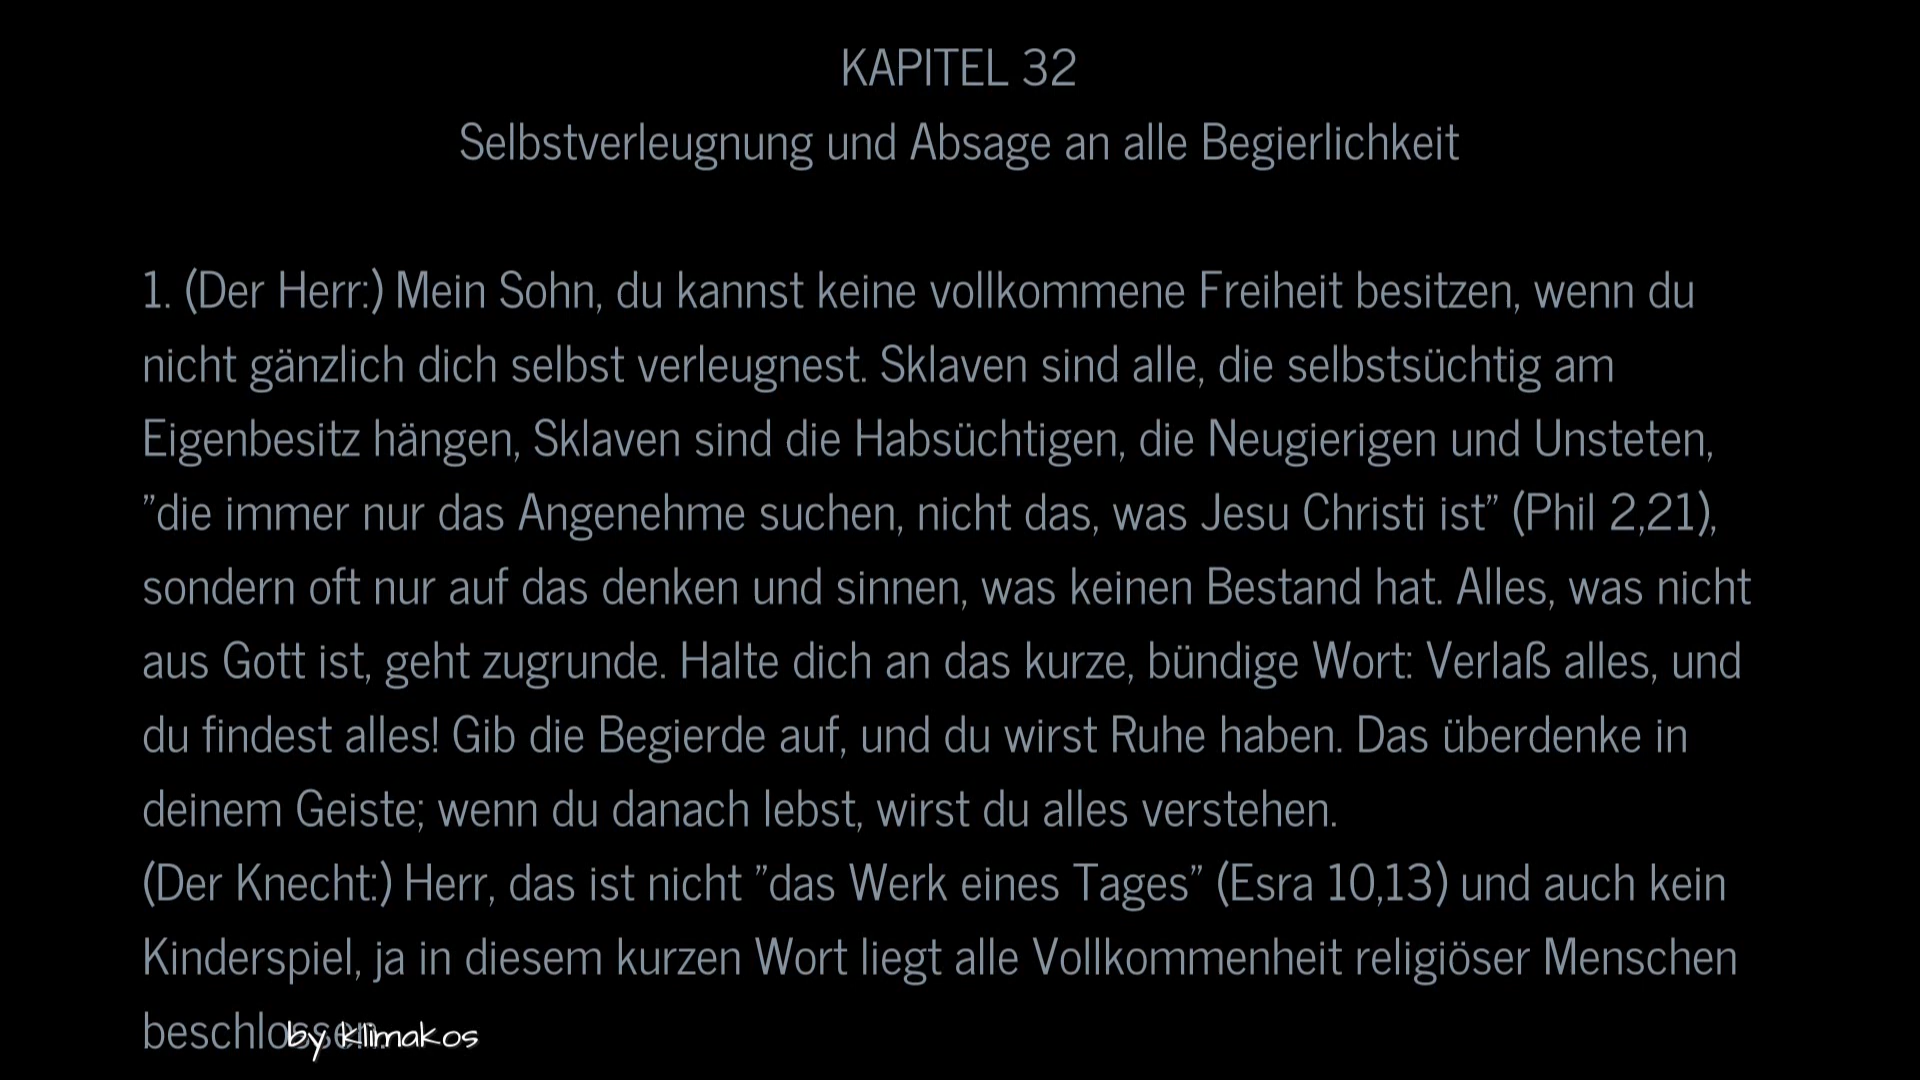 KAPITEL 32
Selbstverleugnung und Absage an alle Begierlichkeit
1. (Der Herr:) Mein Sohn, du kannst keine vollkommene Freiheit besitzen, wenn du
nicht gänzlich dich selbst verleugnest. Sklaven sind alle, die selbstsüchtig am
Eigenbesitz hängen, Sklaven sind die Habsüchtigen, die Neugierigen und Unsteten,
"die immer nur das Angenehme suchen, nicht das, was Jesu Christi ist" (Phil 2,21),
sondern oft nur auf das denken und sinnen, was keinen Bestand hat. Alles, was nicht
aus Gott ist, geht zugrunde. Halte dich an das kurze, bündige Wort: Verlaß alles, und
du findest alles! Gib die Begierde auf, und du wirst Ruhe haben. Das überdenke in
deinem Geiste; wenn du danach lebst, wirst du alles verstehen.
(Der Knecht:) Herr, das ist nicht "das Werk eines Tages" (Esra 10,13) und auch kein
Kinderspiel, ja in diesem kurzen Wort liegt alle Vollkommenheit religiöser Menschen
beschlossen.
by klimakos